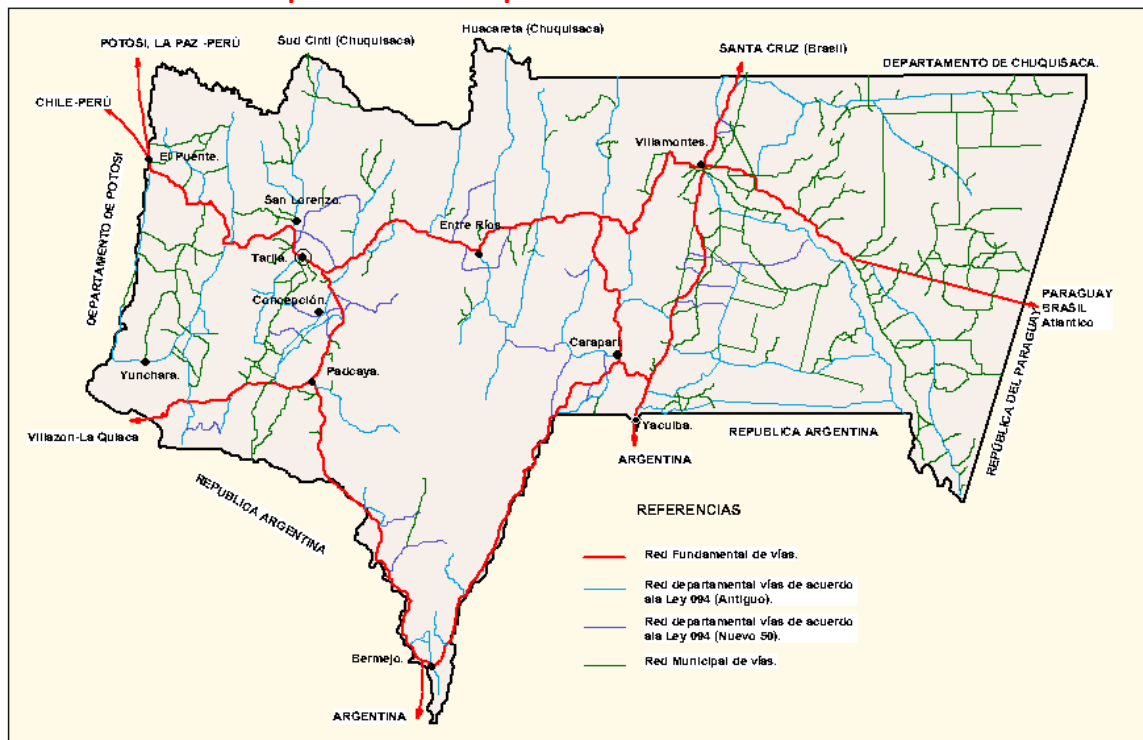 Huacareta (Chuquisaca)
POTOSI, LA PAZ -PERÚ
Sud Cinti (Chuquisaca)
SANTA CRUZ (Brasil)
DEPARTAMENTO DE CHUQUISACA.
CHILE-PERÚ
Villamontes.
El Puente.
DEPARTAMENTO DE POTOSI
San Lorenzo.
Entre Ríos
Tarija.
Concepción.
PARAGUAY
BRASIL
Atlantico
Caraparí
REPÚBLICA DEL PARAGUAY
Yunchara.
Padcaya.
Villazon-La Quiaca
Yacuiba.
REPUBLICA ARGENTINA
ARGENTINA
REPUBLICA ARGENTINA
REFERENCIAS
Red Fundamental de vías.
Red departamental vías de acuerdo
ala Ley 094 (Antiguo).
Red departamental vías de acuerdo
ala Ley 094 (Nuevo 50).
Red Municipal de vías.
Bermejo.
ARGENTINA